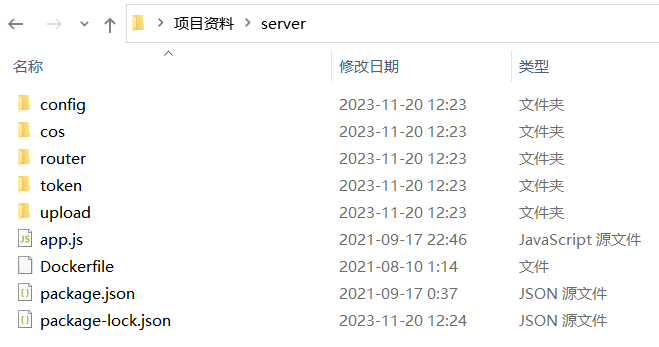 项目资料 server
名称 修改日期 类型
config 2023-11-20 12:23 文件夹
cos 2023-11-20 12:23 文件夹
router 2023-11-20 12:23 文件夹
token 2023-11-20 12:23 文件夹
upload 2023-11-20 12:23 文件夹
app.js 2021-09-17 22:46 JavaScript 源文件
Dockerfile 2021-08-10 1:14 文件
package.json 2021-09-17 0:37 JSON 源文件
package-lock.json 2023-11-20 12:24 JSON 源文件